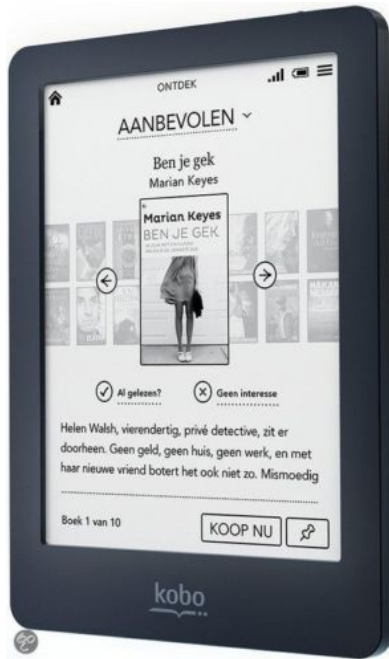 ONTDEK
AANBEVOLEN
Ben je gek
Marian Keyes
Marian Keyes
BEN JE GEK
Al gelezen?
Geen interesse
Helen Walsh, vierendertig, privé detective, zit er
doorheen. Geen geld, geen huis, geen werk, en met
haar nieuwe vriend botert het ook niet zo. Mismoedig
Boek 1 van 10
KOOP NU
kobo